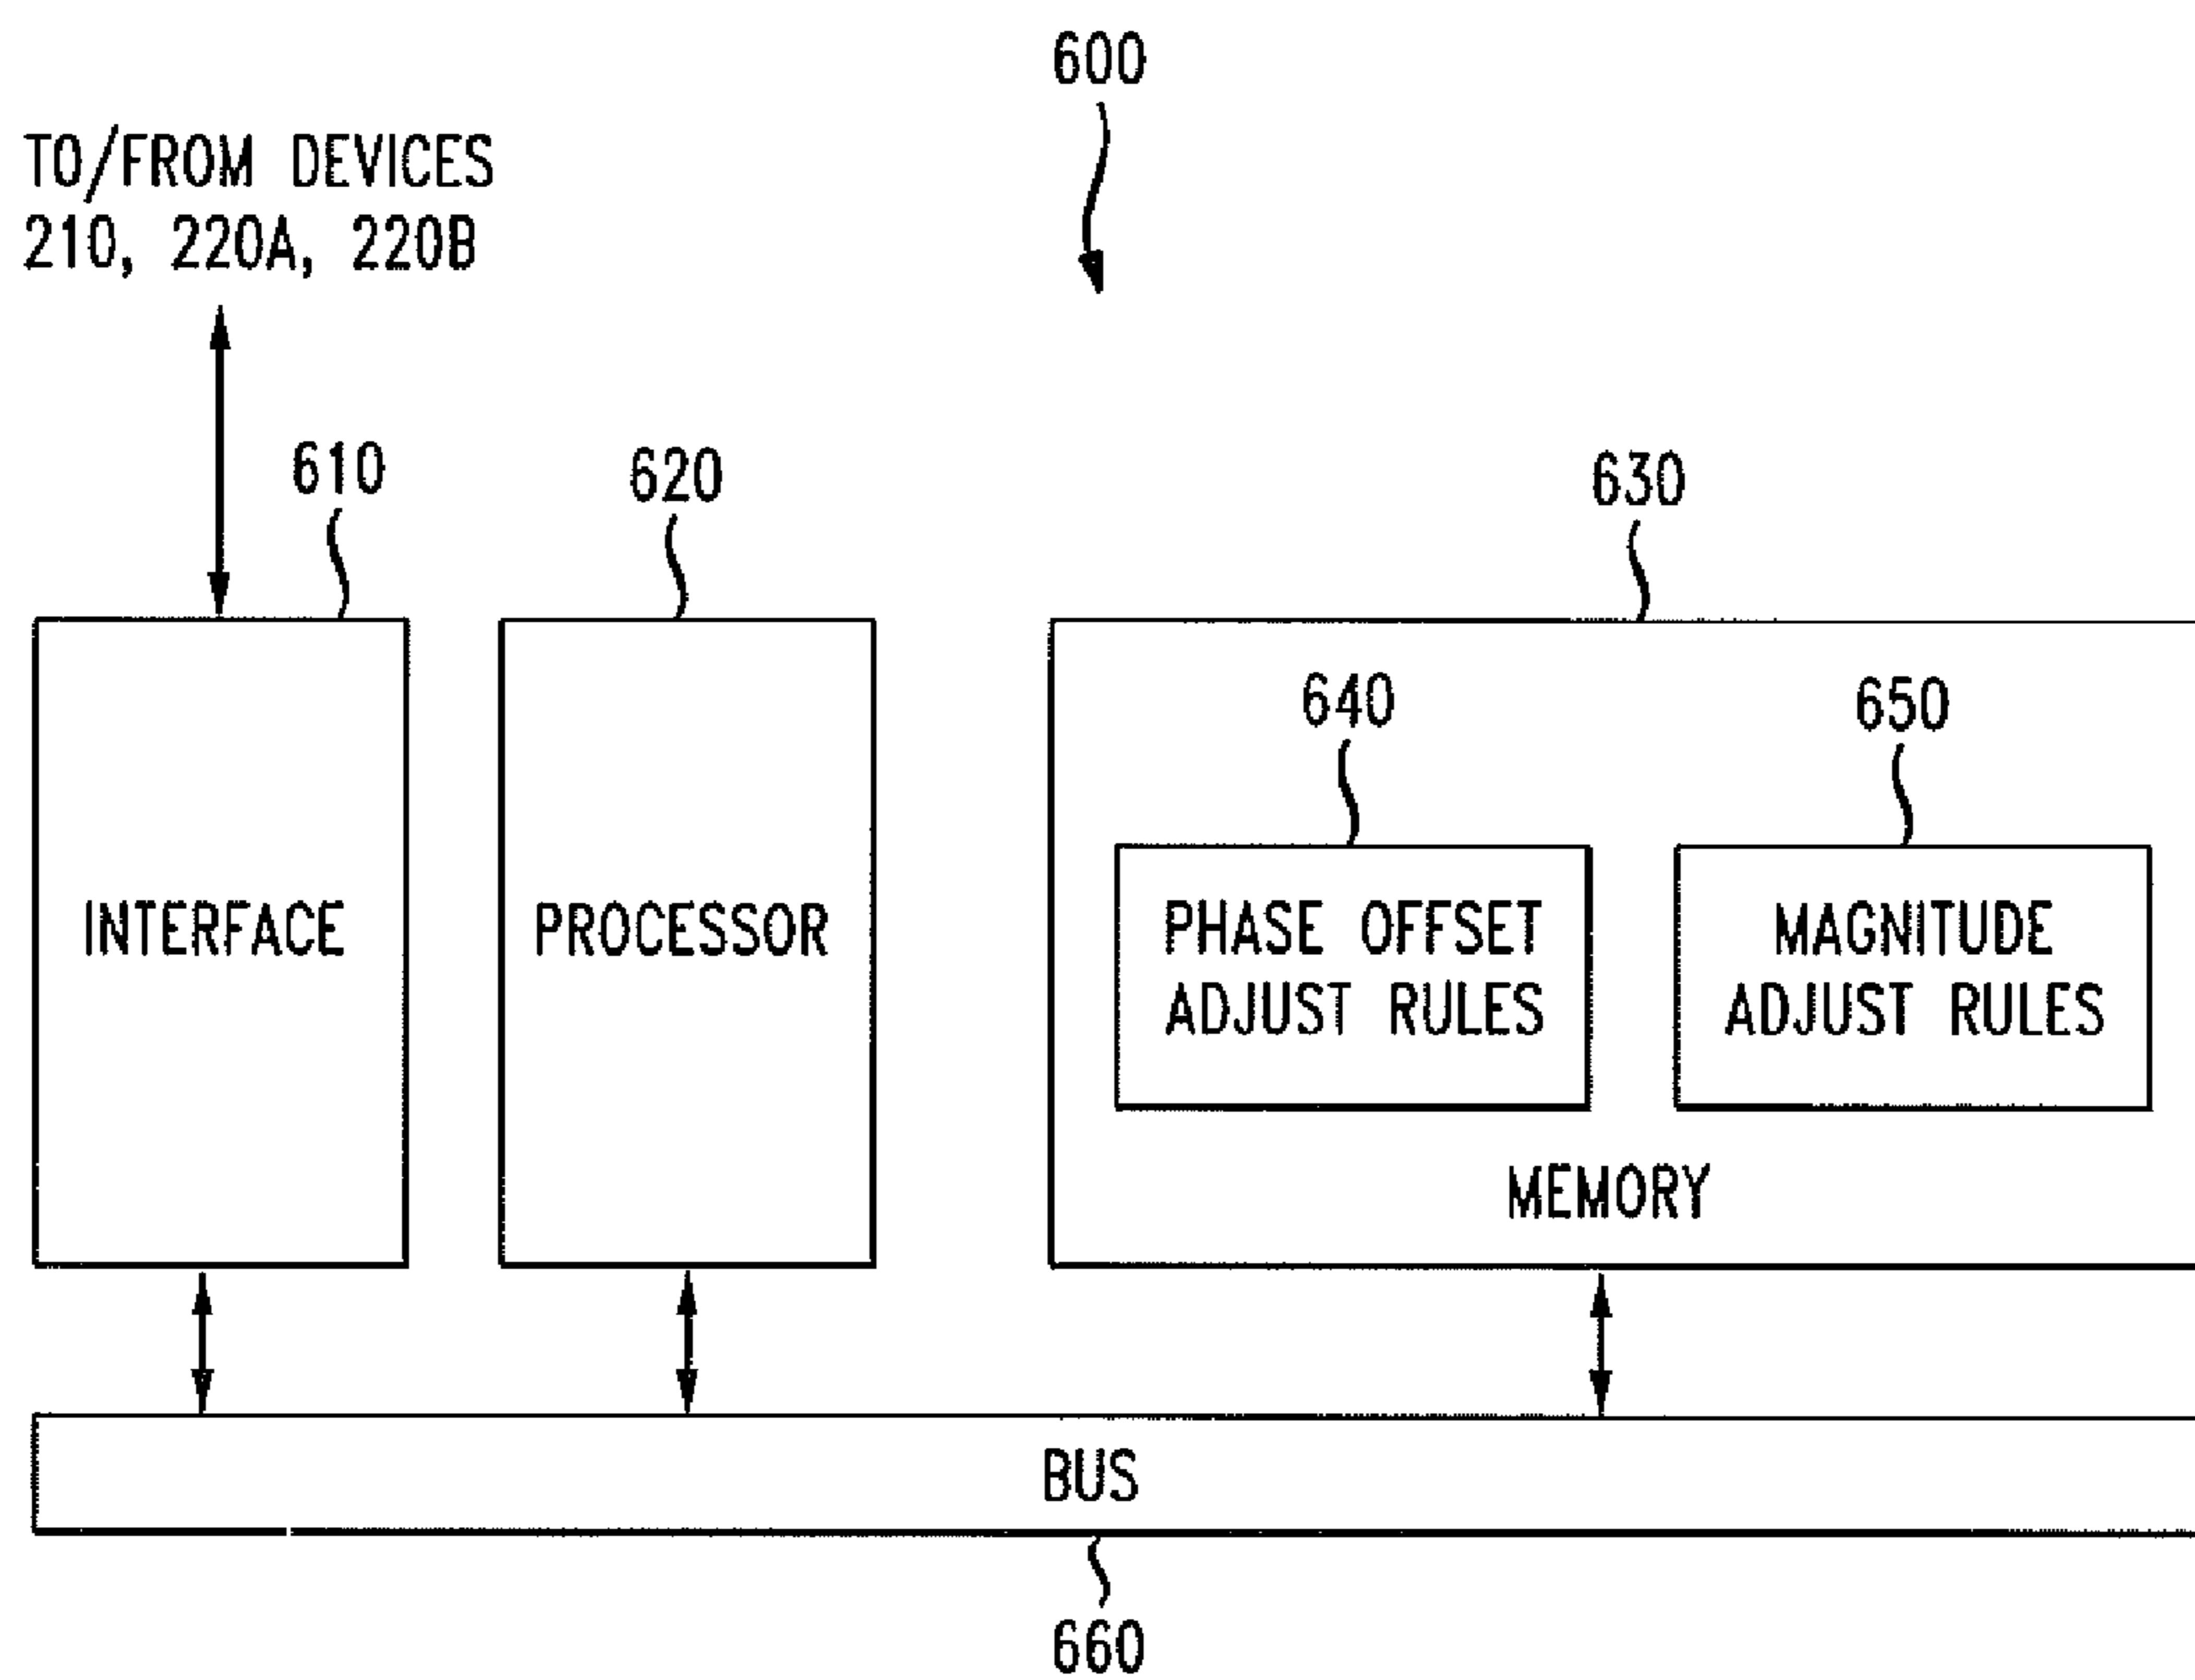 600
TO/FROM DEVICES
210, 220A, 220B
610
620
630
640
650
INTERFACE
PROCESSOR
PHASE OFFSET
ADJUST RULES
MAGNITUDE
ADJUST RULES
MEMORY
BUS
660